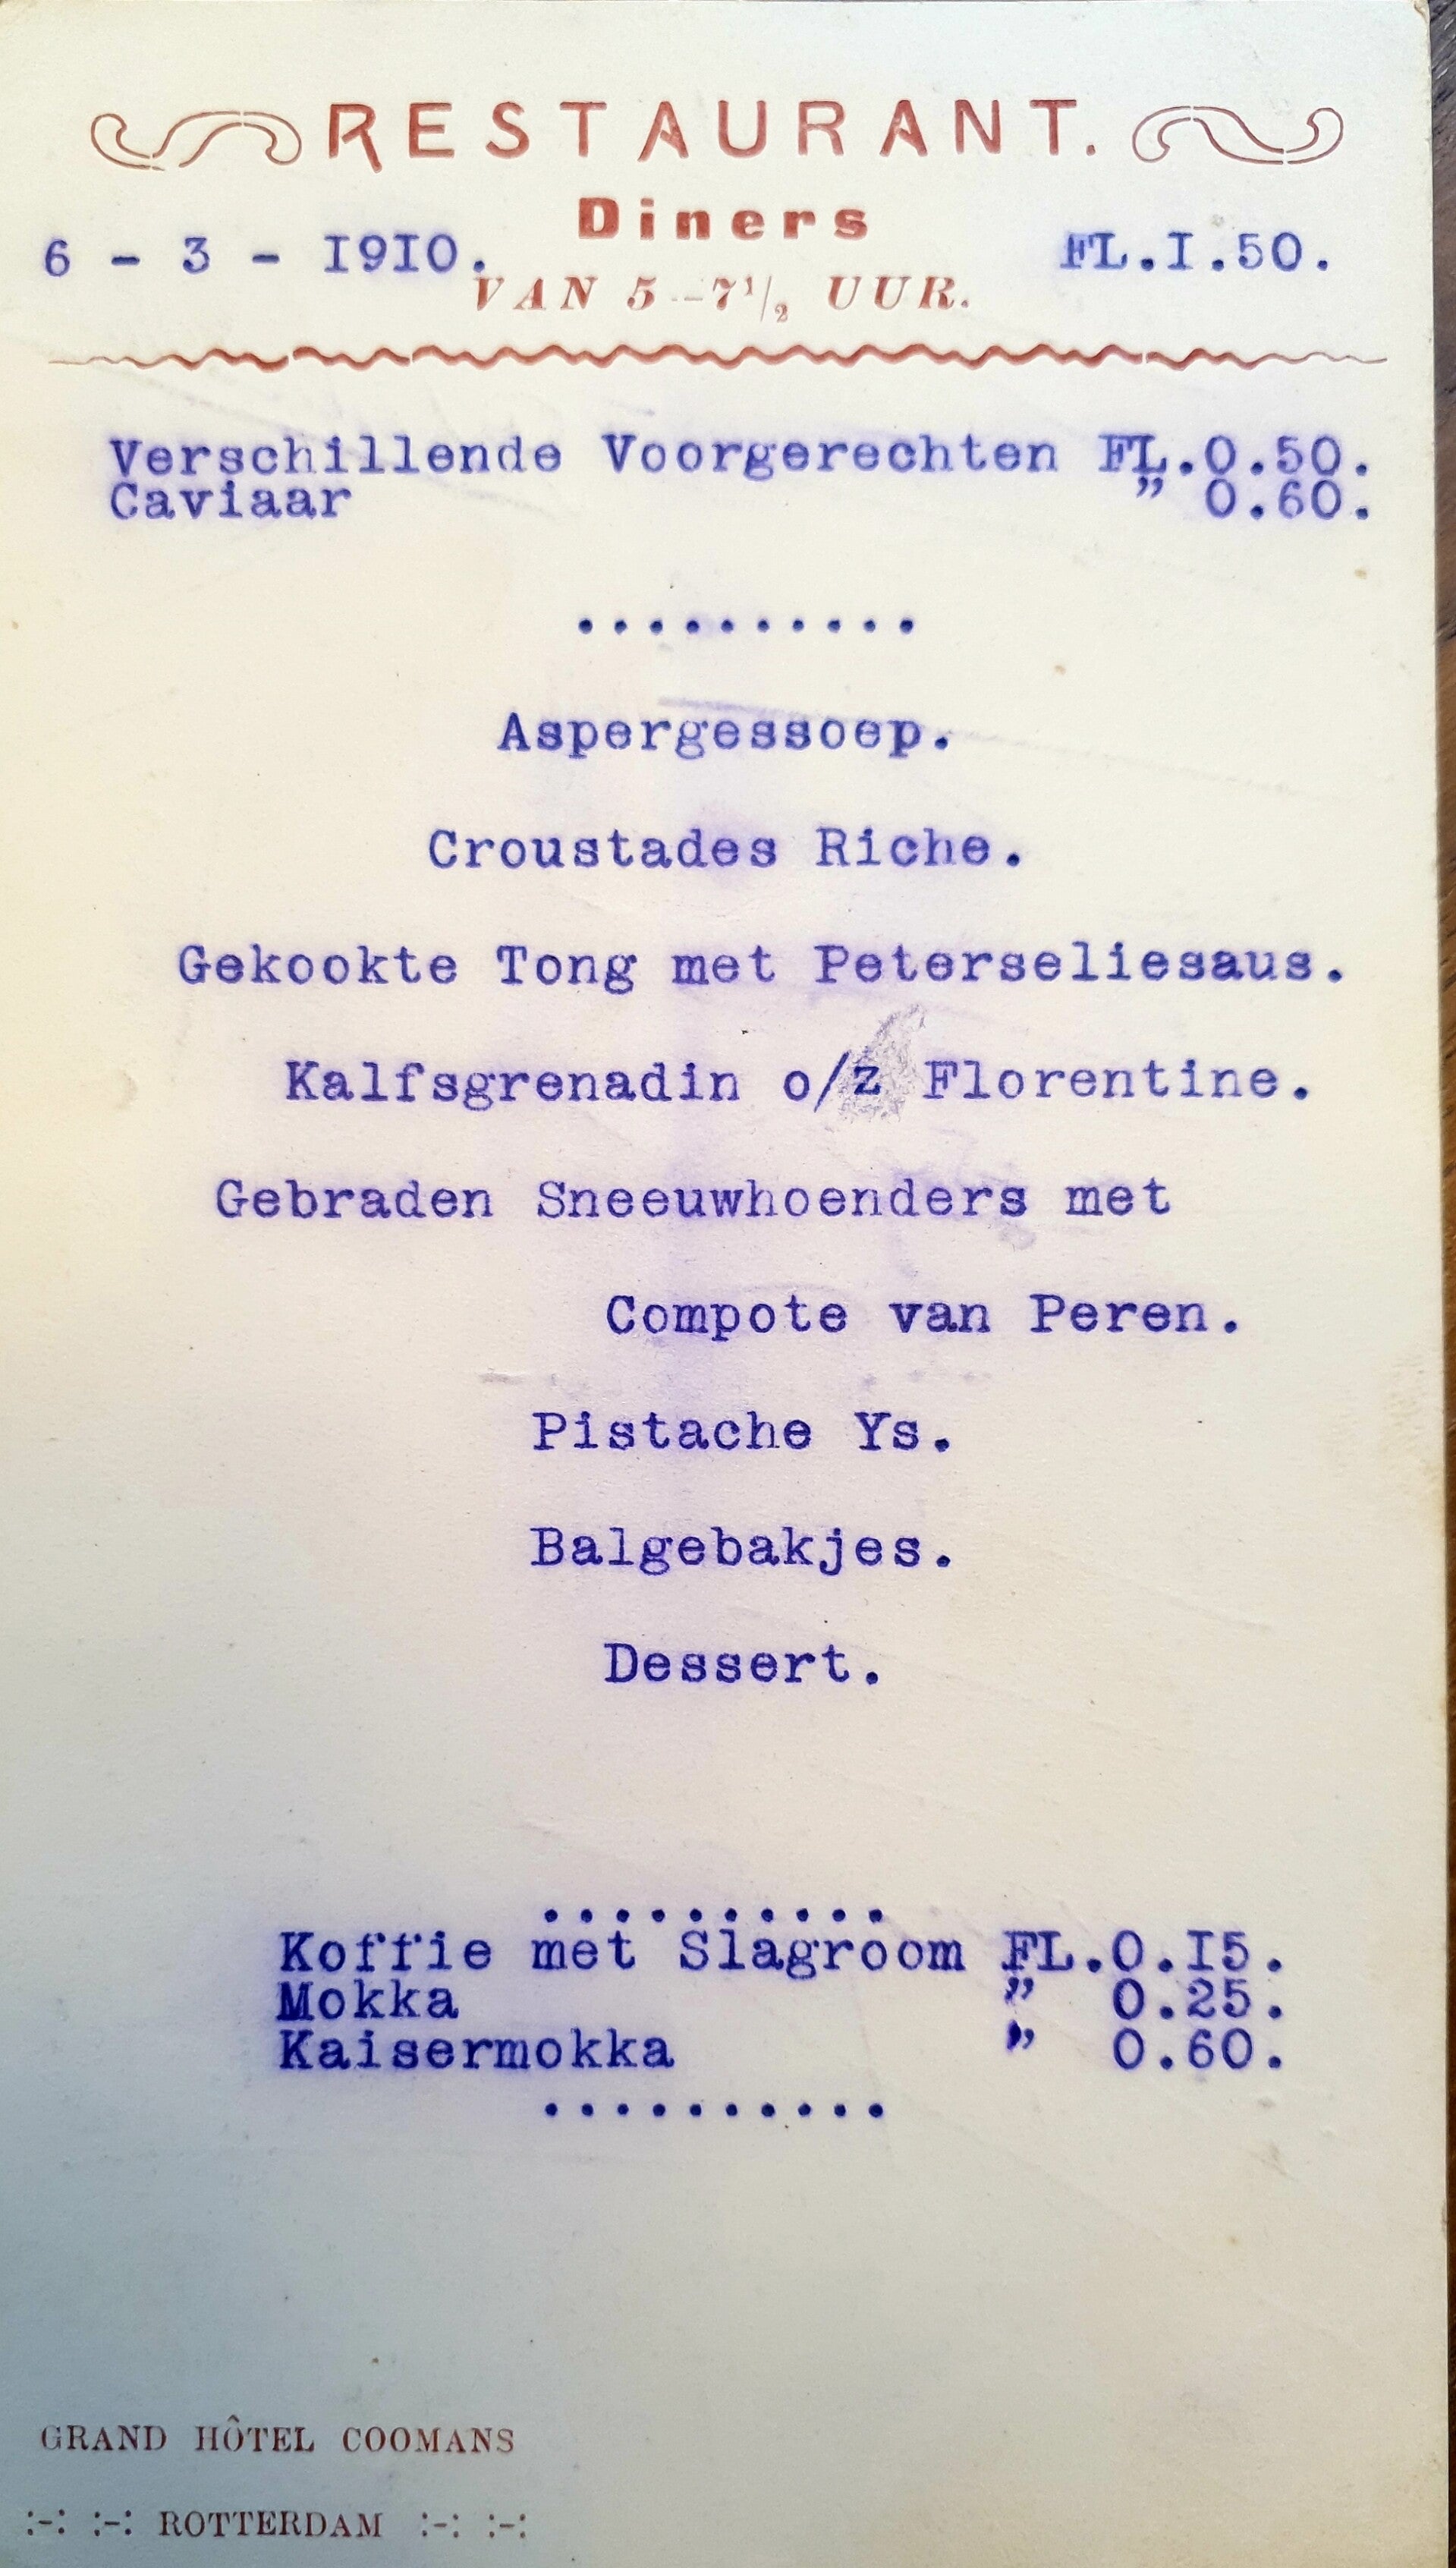 RESTAURANT.
Diners
6 - 3 - 1910. FL.1.50.
VAN 5-7½ UUR.
Verschillende Voorgerechten FL.0.50.
Caviaar " 0.60.
..........
Aspergessoep.
Croustades Riche.
Gekookte Tong met Peterseliesaus.
Kalfsgrenadin o/z Florentine.
Gebraden Sneeuwhoenders met
Compote van Peren.
Pistache Ys.
Balgebakjes.
Dessert.
..........
Koffie met Slagroom FL.0.15.
Mokka " 0.25.
Kaisermokka " 0.60.
..........
GRAND HÔTEL COOMANS
:-: :-: ROTTERDAM :-: :-: